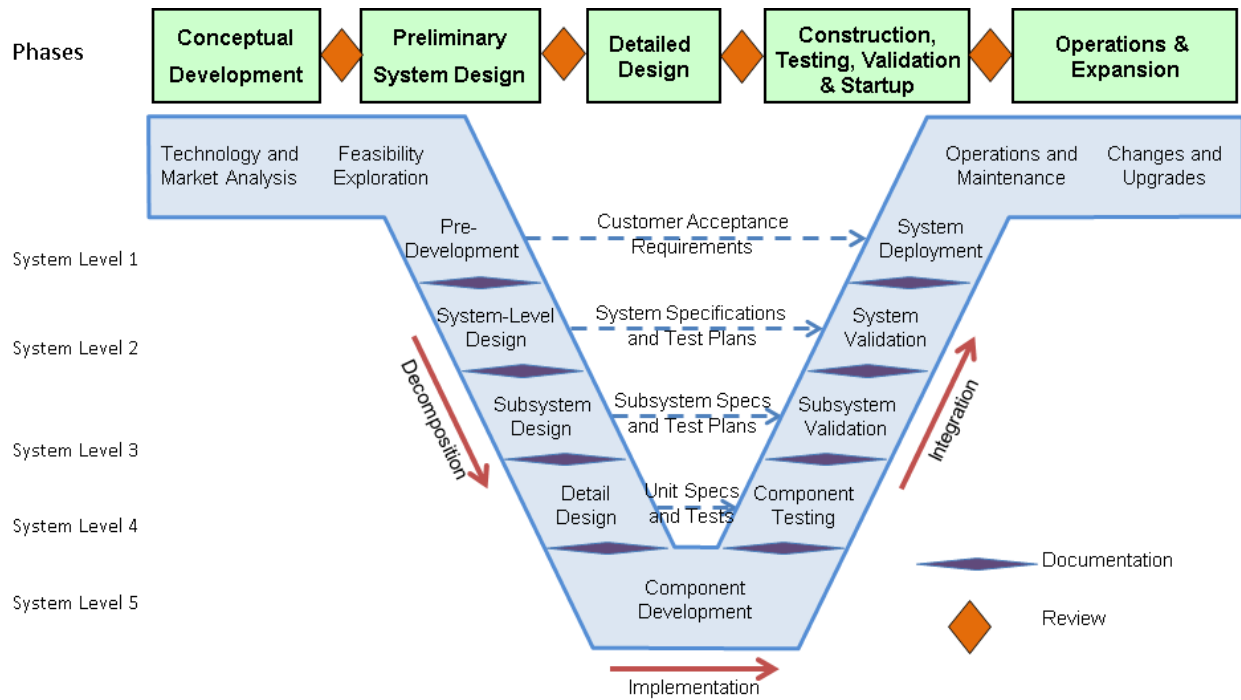 Phases
Conceptual
Development
Preliminary
System Design
Detailed
Design
Construction,
Testing, Validation
& Startup
Operations &
Expansion
Technology and
Market Analysis
Feasibility
Exploration
Operations and
Maintenance
Changes and
Upgrades
System Level 1
Pre-
Development
Customer Acceptance
Requirements
System
Deployment
System Level 2
System-Level
Design
System Specifications
and Test Plans
System
Validation
Decomposition
System Level 3
Subsystem
Design
Subsystem Specs
and Test Plans
Subsystem
Validation
Integration
System Level 4
Detail
Design
Unit Specs
and Tests
Component
Testing
System Level 5
Component
Development
Documentation
Review
Implementation